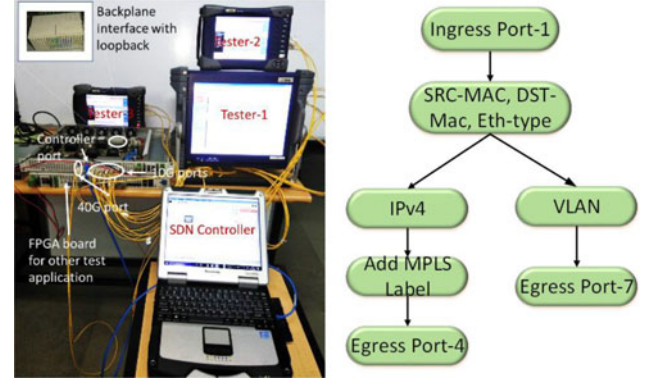 Backplane
interface with
loopback
Tester-2
Tester-3
Tester-1
Controller
port
10G ports
40G port
SDN Controller
FPGA board
for other test
application
Ingress Port-1
SRC-MAC, DST-
Mac, Eth-type
IPv4
VLAN
Add MPLS
Label
Egress Port-7
Egress Port-4